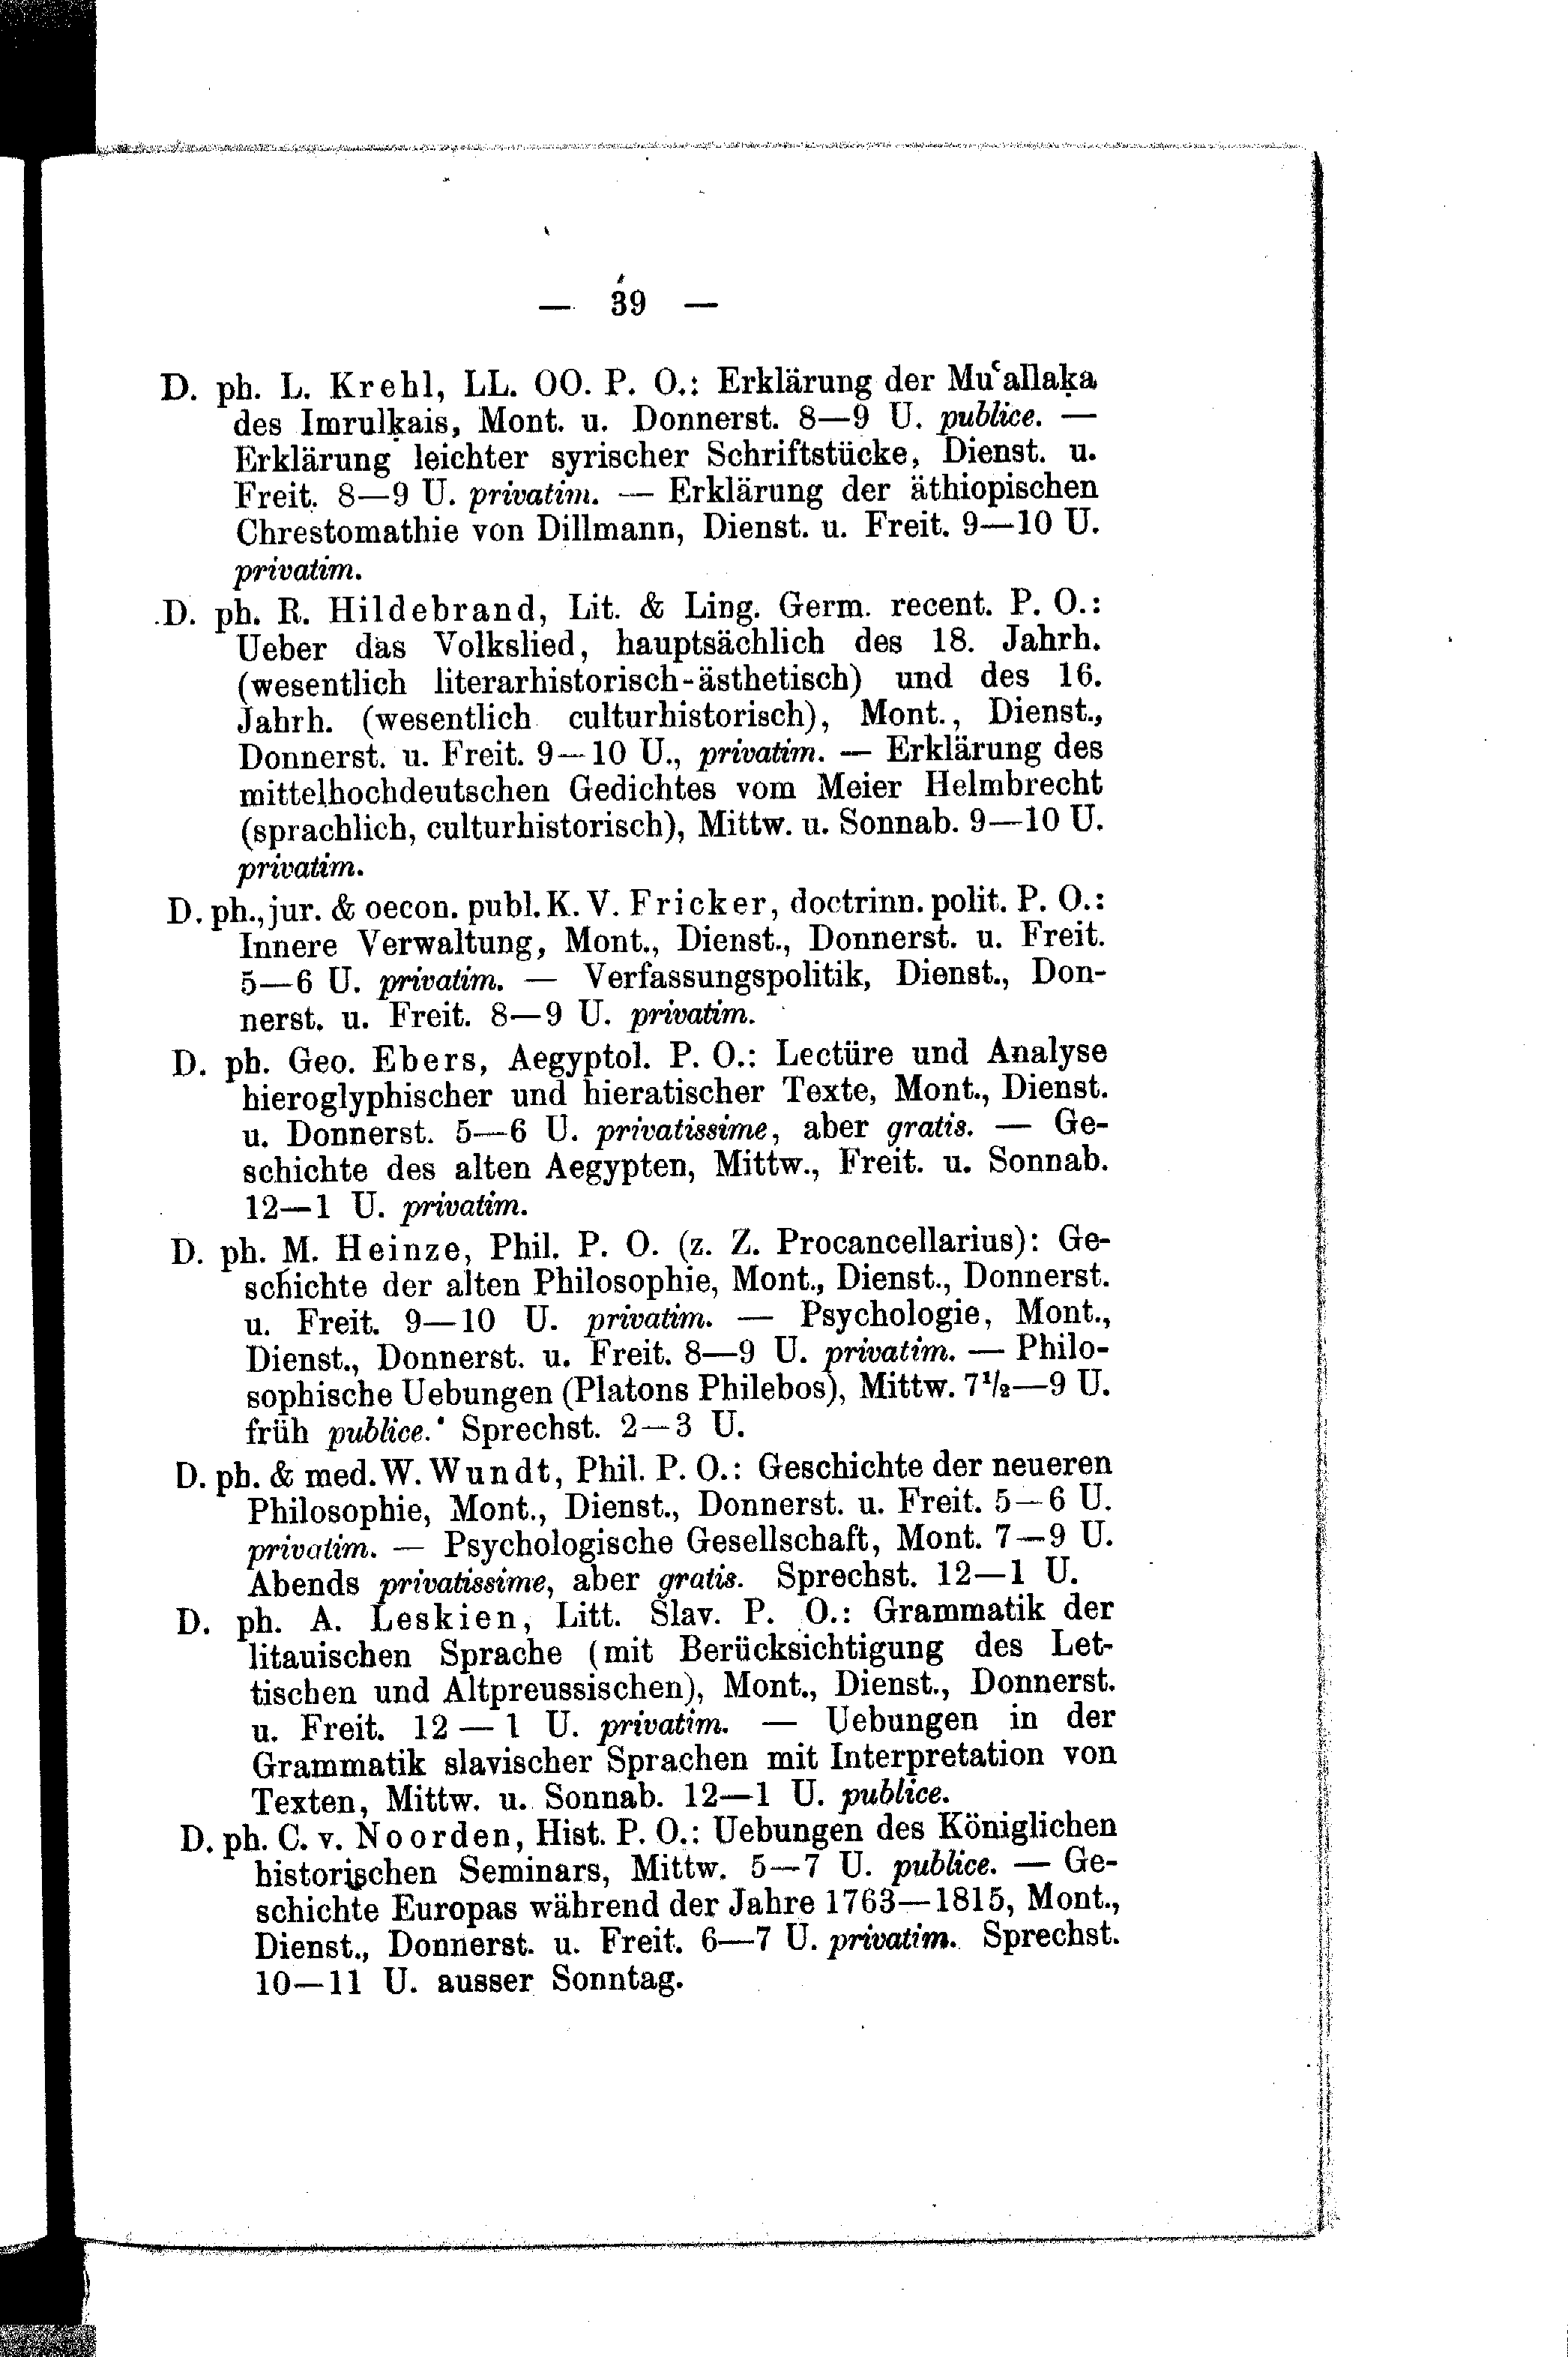 — 39 —
D. ph. L. Krehl, LL. OO. P. O.: Erklärung der Muʿallaḳa
des Imrulḳais, Mont. u. Donnerst. 8—9 U. publice. —
Erklärung leichter syrischer Schriftstücke, Dienst. u.
Freit. 8—9 U. privatim. — Erklärung der äthiopischen
Chrestomathie von Dillmann, Dienst. u. Freit. 9—10 U.
privatim.
D. ph. R. Hildebrand, Lit. & Ling. Germ. recent. P. O.:
Ueber das Volkslied, hauptsächlich des 18. Jahrh.
(wesentlich literarhistorisch-ästhetisch) und des 16.
Jahrh. (wesentlich culturhistorisch), Mont., Dienst.,
Donnerst. u. Freit. 9—10 U., privatim. — Erklärung des
mittelhochdeutschen Gedichtes vom Meier Helmbrecht
(sprachlich, culturhistorisch), Mittw. u. Sonnab. 9—10 U.
privatim.
D. ph., jur. & oecon. publ. K. V. Fricker, doctrinn. polit. P. O.:
Innere Verwaltung, Mont., Dienst., Donnerst. u. Freit.
5—6 U. privatim. — Verfassungspolitik, Dienst., Don-
nerst. u. Freit. 8—9 U. privatim.
D. ph. Geo. Ebers, Aegyptol. P. O.: Lectüre und Analyse
hieroglyphischer und hieratischer Texte, Mont., Dienst.
u. Donnerst. 5—6 U. privatissime, aber gratis. — Ge-
schichte des alten Aegypten, Mittw., Freit. u. Sonnab.
12—1 U. privatim.
D. ph. M. Heinze, Phil. P. O. (z. Z. Procancellarius): Ge-
schichte der alten Philosophie, Mont., Dienst., Donnerst.
u. Freit. 9—10 U. privatim. — Psychologie, Mont.,
Dienst., Donnerst. u. Freit. 8—9 U. privatim. — Philo-
sophische Uebungen (Platons Philebos), Mittw. 7½—9 U.
früh publice. Sprechst. 2—3 U.
D. ph. & med. W. Wundt, Phil. P. O.: Geschichte der neueren
Philosophie, Mont., Dienst., Donnerst. u. Freit. 5—6 U.
privatim. — Psychologische Gesellschaft, Mont. 7—9 U.
Abends privatissime, aber gratis. Sprechst. 12—1 U.
D. ph. A. Leskien, Litt. Slav. P. O.: Grammatik der
litauischen Sprache (mit Berücksichtigung des Let-
tischen und Altpreussischen), Mont., Dienst., Donnerst.
u. Freit. 12—1 U. privatim. — Uebungen in der
Grammatik slavischer Sprachen mit Interpretation von
Texten, Mittw. u. Sonnab. 12—1 U. publice.
D. ph. C. v. Noorden, Hist. P. O.: Uebungen des Königlichen
historischen Seminars, Mittw. 5—7 U. publice. — Ge-
schichte Europas während der Jahre 1763—1815, Mont.,
Dienst., Donnerst. u. Freit. 6—7 U. privatim. Sprechst.
10—11 U. ausser Sonntag.